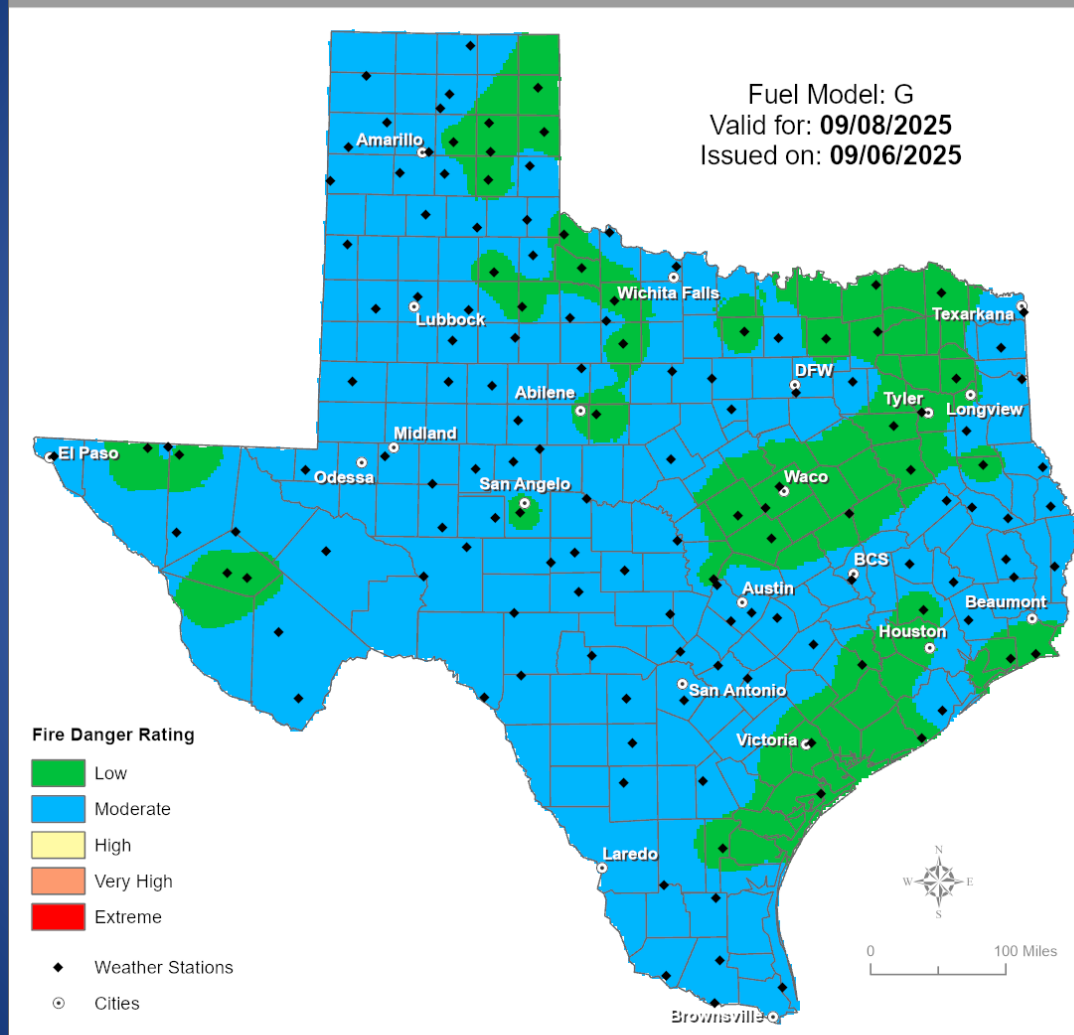 Fuel Model: G
Valid for: 09/08/2025
Issued on: 09/06/2025
Amarillo
Wichita Falls
Lubbock
Texarkana
DFW
Abilene
Tyler
Longview
Midland
El Paso
Odessa
San Angelo
Waco
BCS
Austin
Beaumont
Houston
San Antonio
Victoria
Laredo
Brownsville
Fire Danger Rating
Low
Moderate
High
Very High
Extreme
Weather Stations
Cities
N
W E
S
0 100 Miles